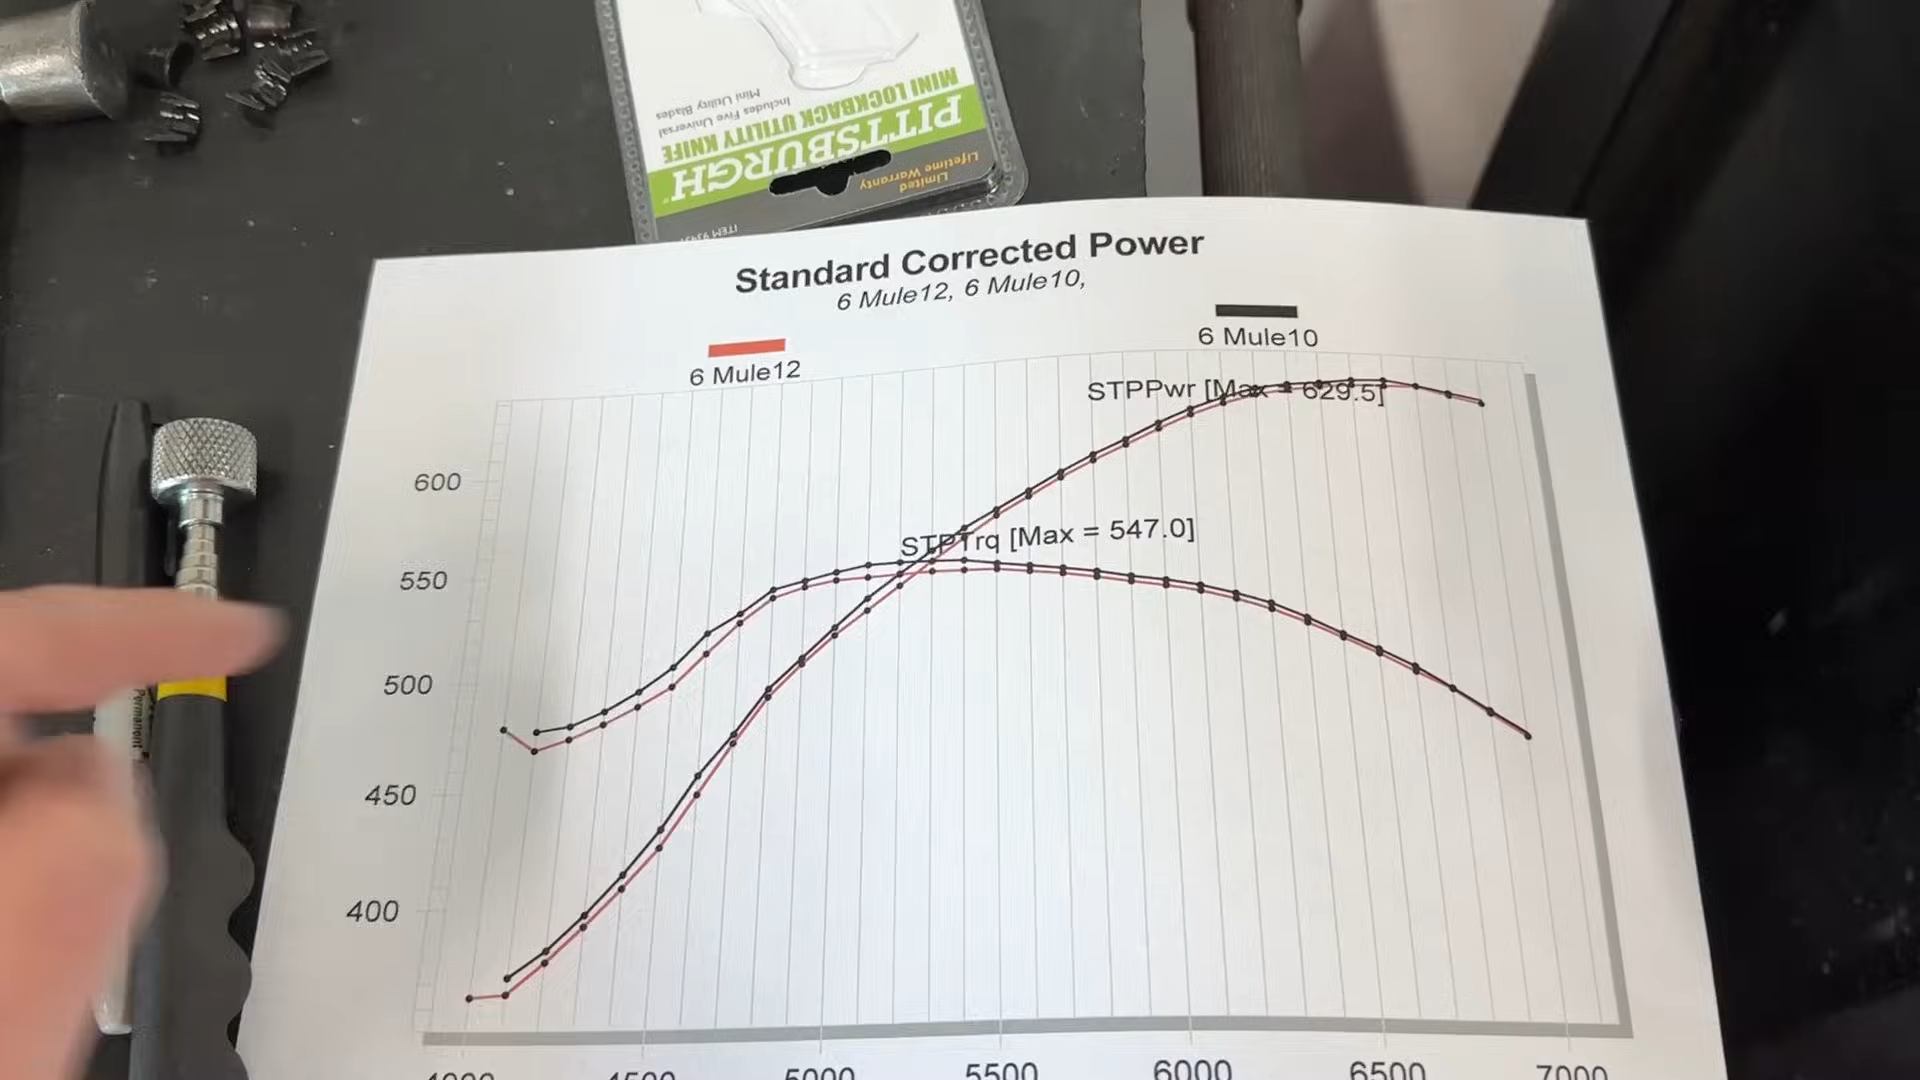 PITTSBURGH
MINI LOCKBACK UTILITY KNIFE
Includes Five Universal
Mini Utility Blades
Limited
Lifetime Warranty
ITEM
Standard Corrected Power
6 Mule12, 6 Mule10,
6 Mule12
6 Mule10
STPPwr [Max = 629.5]
STPTrq [Max = 547.0]
600
550
500
450
400
4000 4500 5000 5500 6000 6500 7000
Permanent